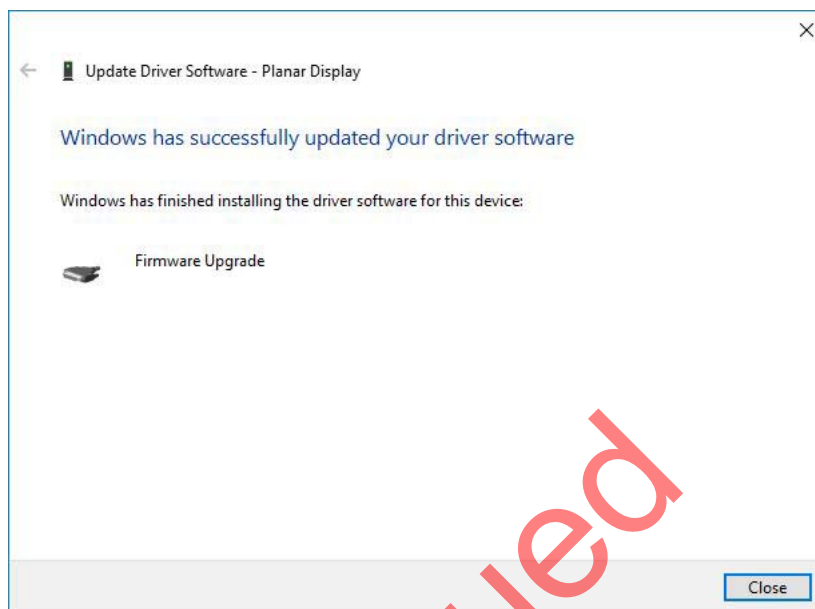 Update Driver Software - Planar Display
Windows has successfully updated your driver software
Windows has finished installing the driver software for this device:
Firmware Upgrade
Close